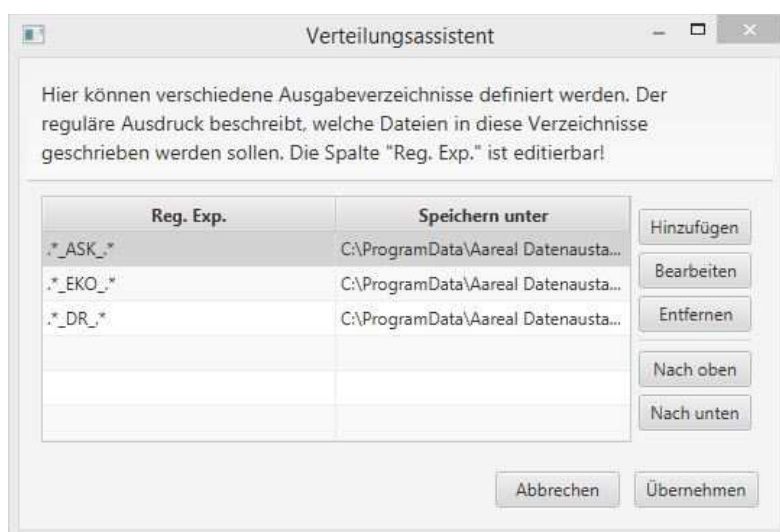 Verteilungsassistent
Hier können verschiedene Ausgabeverzeichnisse definiert werden. Der
reguläre Ausdruck beschreibt, welche Dateien in diese Verzeichnisse
geschrieben werden sollen. Die Spalte "Reg. Exp." ist editierbar!
Reg. Exp. Speichern unter
.*_ASK_.* C:\ProgramData\Aareal Datenausta...
.*_EKO_.* C:\ProgramData\Aareal Datenausta...
.*_DR_.* C:\ProgramData\Aareal Datenausta...
Hinzufügen
Bearbeiten
Entfernen
Nach oben
Nach unten
Abbrechen Übernehmen